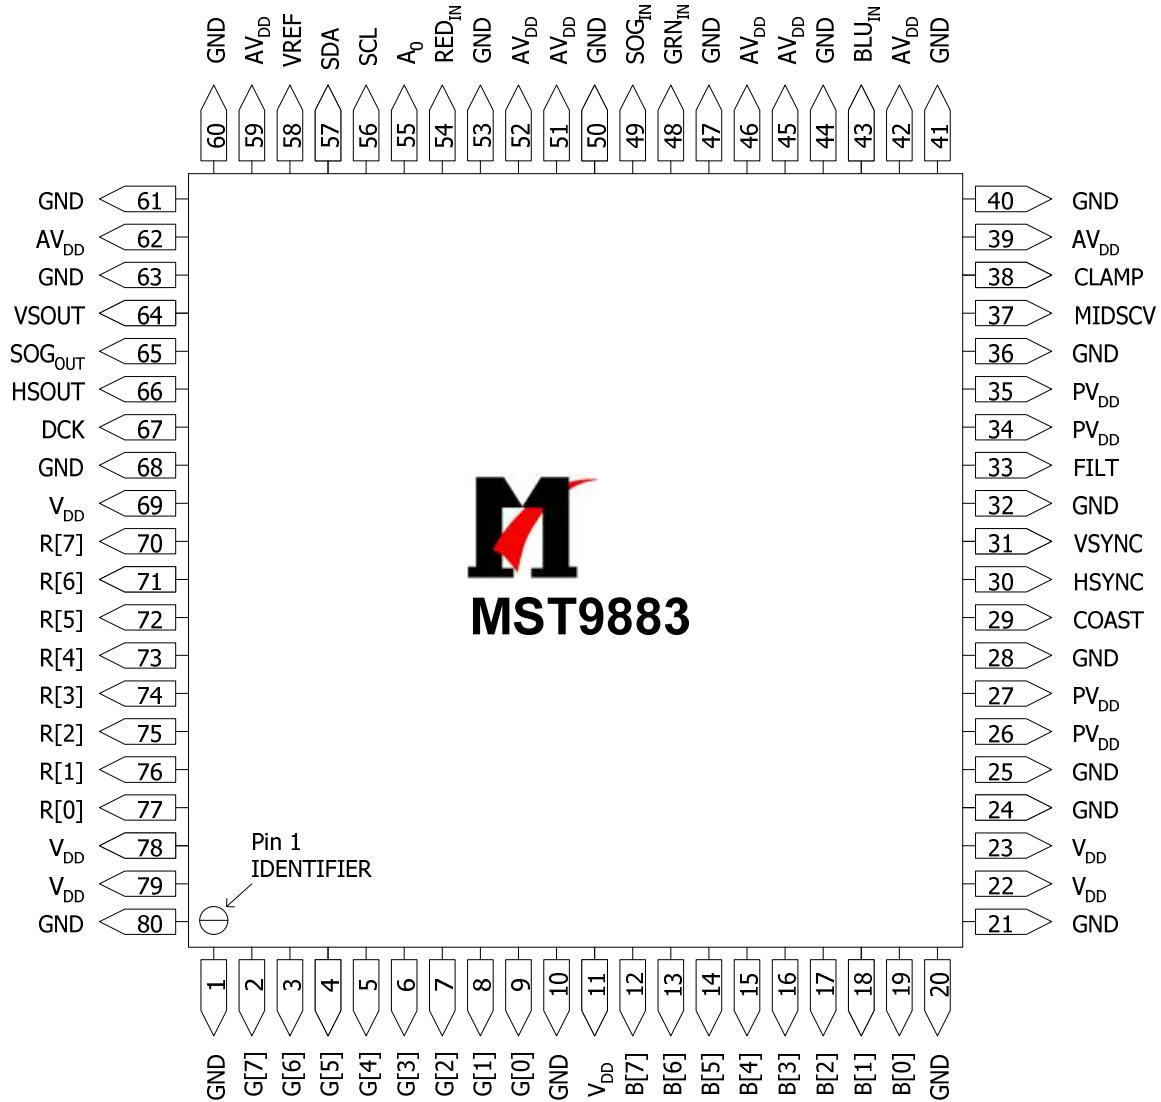 GND AVDD VREF SDA SCL A0 REDIN GND AVDD AVDD GND SOGIN GRNIN GND AVDD AVDD GND BLUIN AVDD GND
60 59 58 57 56 55 54 53 52 51 50 49 48 47 46 45 44 43 42 41
GND 61 40 GND
AVDD 62 39 AVDD
GND 63 38 CLAMP
VSOUT 64 37 MIDSCV
SOGOUT 65 36 GND
HSOUT 66 35 PVDD
DCK 67 34 PVDD
GND 68 33 FILT
VDD 69 32 GND
R[7] 70 31 VSYNC
R[6] 71 30 HSYNC
R[5] 72 29 COAST
R[4] 73 28 GND
R[3] 74 27 PVDD
R[2] 75 26 PVDD
R[1] 76 25 GND
R[0] 77 24 GND
VDD 78 23 VDD
VDD 79 22 VDD
GND 80 21 GND
M
MST9883
Pin 1
IDENTIFIER
1 2 3 4 5 6 7 8 9 10 11 12 13 14 15 16 17 18 19 20
GND G[7] G[6] G[5] G[4] G[3] G[2] G[1] G[0] GND VDD B[7] B[6] B[5] B[4] B[3] B[2] B[1] B[0] GND